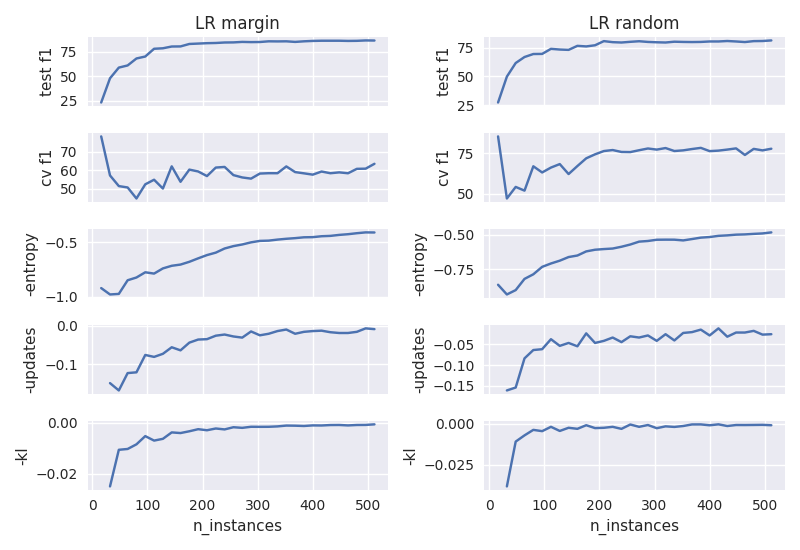 LR margin
LR random
test f1
75
50
25
test f1
75
50
25
cv f1
70
60
50
cv f1
75
50
-entropy
−0.5
−1.0
-entropy
−0.50
−0.75
-updates
0.0
−0.1
-updates
−0.05
−0.10
−0.15
-kl
0.00
−0.02
-kl
0.000
−0.025
0 100 200 300 400 500
n_instances
0 100 200 300 400 500
n_instances